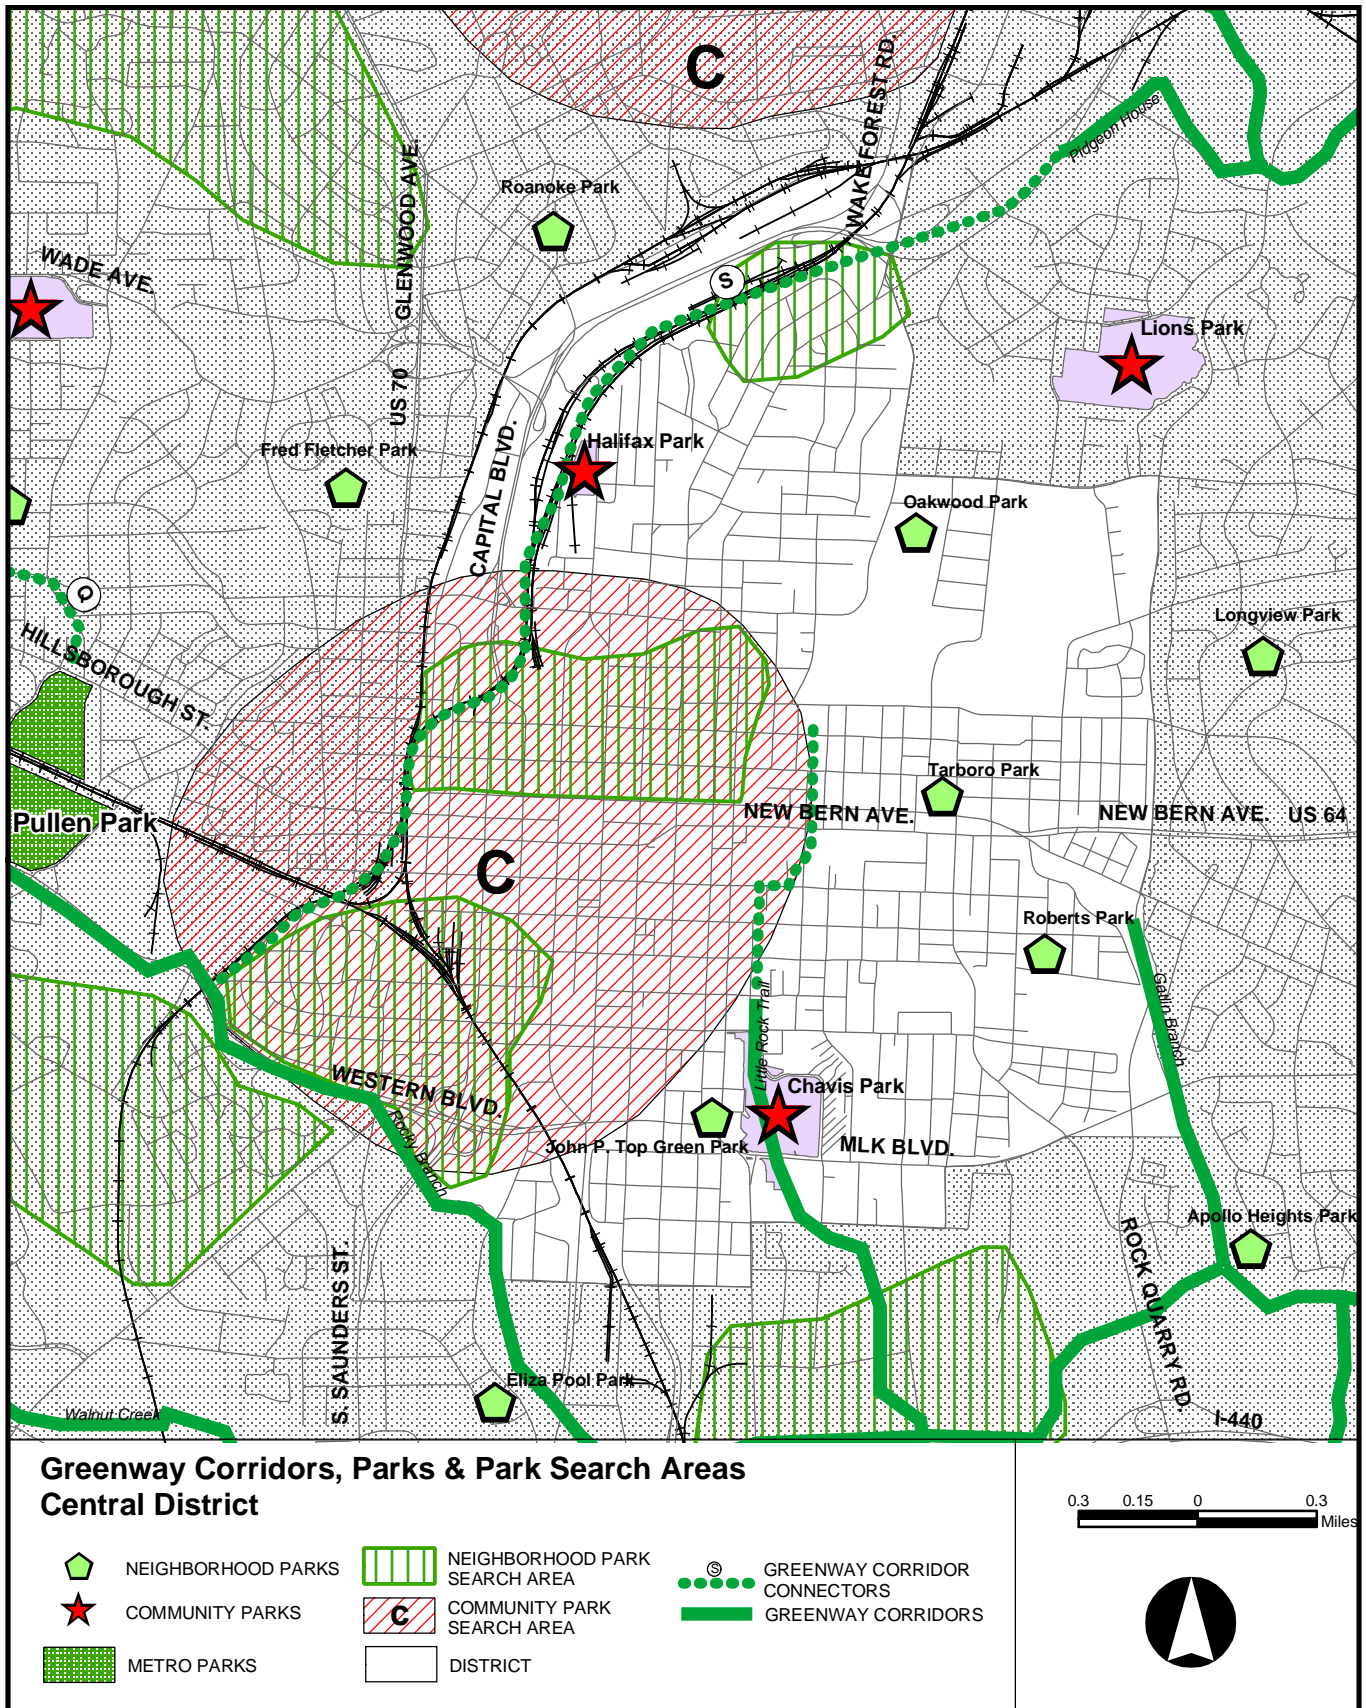 C
WAKEFOREST RD.
Pidgeon House
GLENWOOD AVE.
Roanoke Park
WADE AVE.
S
Lions Park
US 70
Fred Fletcher Park
CAPITAL BLVD.
Halifax Park
Oakwood Park
Q
HILLSBOROUGH ST.
Longview Park
Tarboro Park
NEW BERN AVE.
NEW BERN AVE. US 64
Pullen Park
C
Roberts Park
Gatlin Branch
Little Rock Trail
WESTERN BLVD.
Chavis Park
Rocky Branch
John P. Top Green Park
MLK BLVD.
Apollo Heights Park
ROCK QUARRY RD
S. SAUNDERS ST.
Eliza Pool Park
Walnut Creek
I-440
Greenway Corridors, Parks & Park Search Areas
Central District
0.3 0.15 0 0.3
Miles
NEIGHBORHOOD PARKS
COMMUNITY PARKS
METRO PARKS
NEIGHBORHOOD PARK
SEARCH AREA
C
COMMUNITY PARK
SEARCH AREA
DISTRICT
S
GREENWAY CORRIDOR
CONNECTORS
GREENWAY CORRIDORS